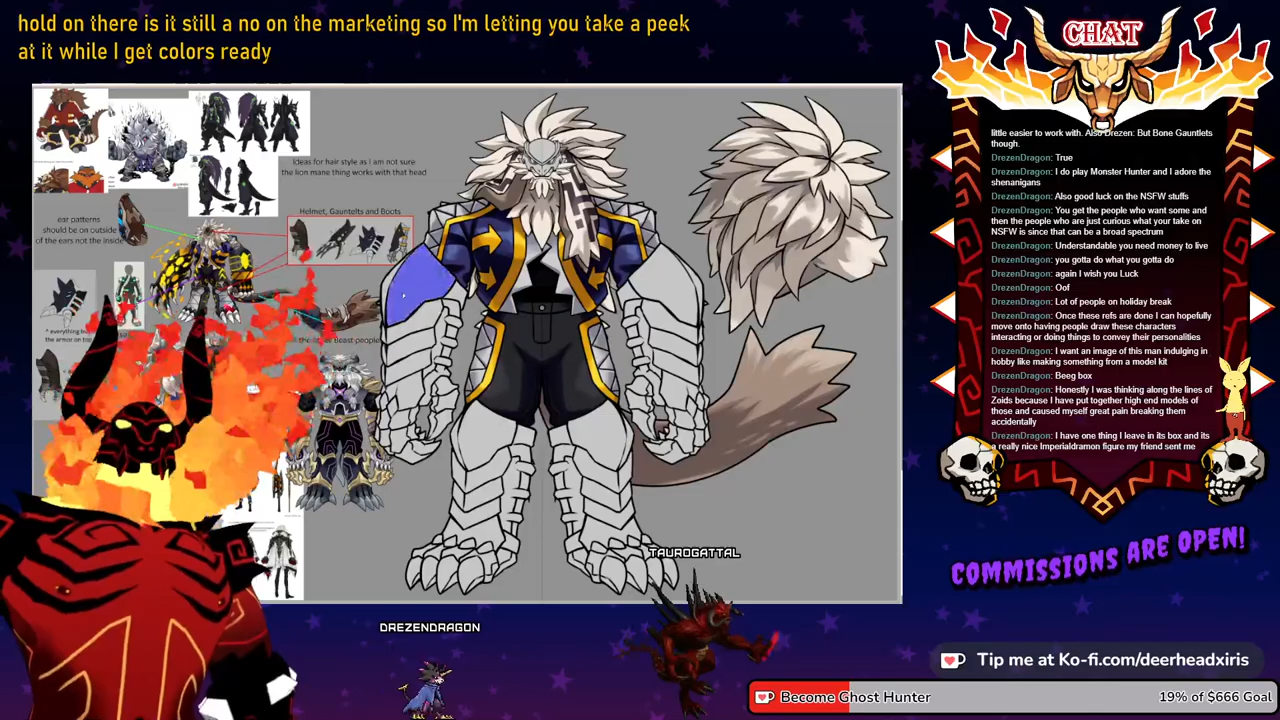 hold on there is it still a no on the marketing so I'm letting you take a peek
at it while I get colors ready
CHAT
little easier to work with. Also Drezen: But Bone Gauntlets
though.
DrezenDragon: True
DrezenDragon: I do play Monster Hunter and I adore the
shenanigans
DrezenDragon: Also good luck on the NSFW stuffs
DrezenDragon: You get the people who want some and
then the people who are just curious what your take on
NSFW is since that can be a broad spectrum
DrezenDragon: Understandable you need money to live
DrezenDragon: you gotta do what you gotta do
DrezenDragon: again I wish you Luck
DrezenDragon: Oof
DrezenDragon: Lot of people on holiday break
DrezenDragon: Once these refs are done I can hopefully
move onto having people draw these characters
interacting or doing things to convey their personalities
DrezenDragon: I want an image of this man indulging in
hobby like making something from a model kit
DrezenDragon: Beeg box
DrezenDragon: Honestly I was thinking along the lines of
Zoids because I have put together high end models of
those and caused myself great pain breaking them
accidentally
DrezenDragon: I have one thing I leave in its box and its
a really nice Imperialdramon figure my friend sent me
Ideas for hair style as i am not sure
the lion mane thing works with that head
ear patterns
should be on outside
of the ears not the inside
Helmet, Gauntelts and Boots
^ everything but
the armor on top
beast people
TAUROGATTAL
DREZENDRAGON
COMMISSIONS ARE OPEN!
Tip me at Ko-fi.com/deerheadxiris
Become Ghost Hunter
19% of $666 Goal